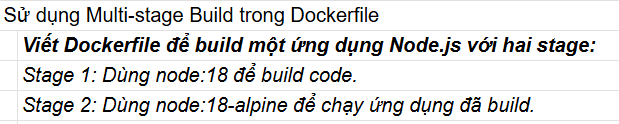 Sử dụng Multi-stage Build trong Dockerfile
Viết Dockerfile để build một ứng dụng Node.js với hai stage:
Stage 1: Dùng node:18 để build code.
Stage 2: Dùng node:18-alpine để chạy ứng dụng đã build.